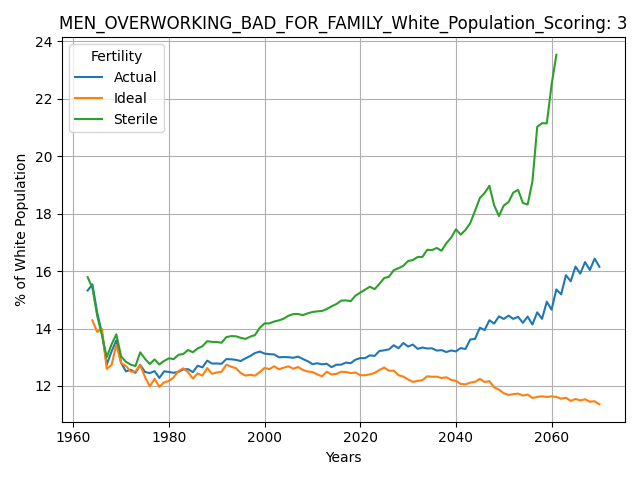 MEN_OVERWORKING_BAD_FOR_FAMILY_White_Population_Scoring: 3
Fertility
Actual
Ideal
Sterile
% of White Population
24
22
20
18
16
14
12
1960 1980 2000 2020 2040 2060
Years